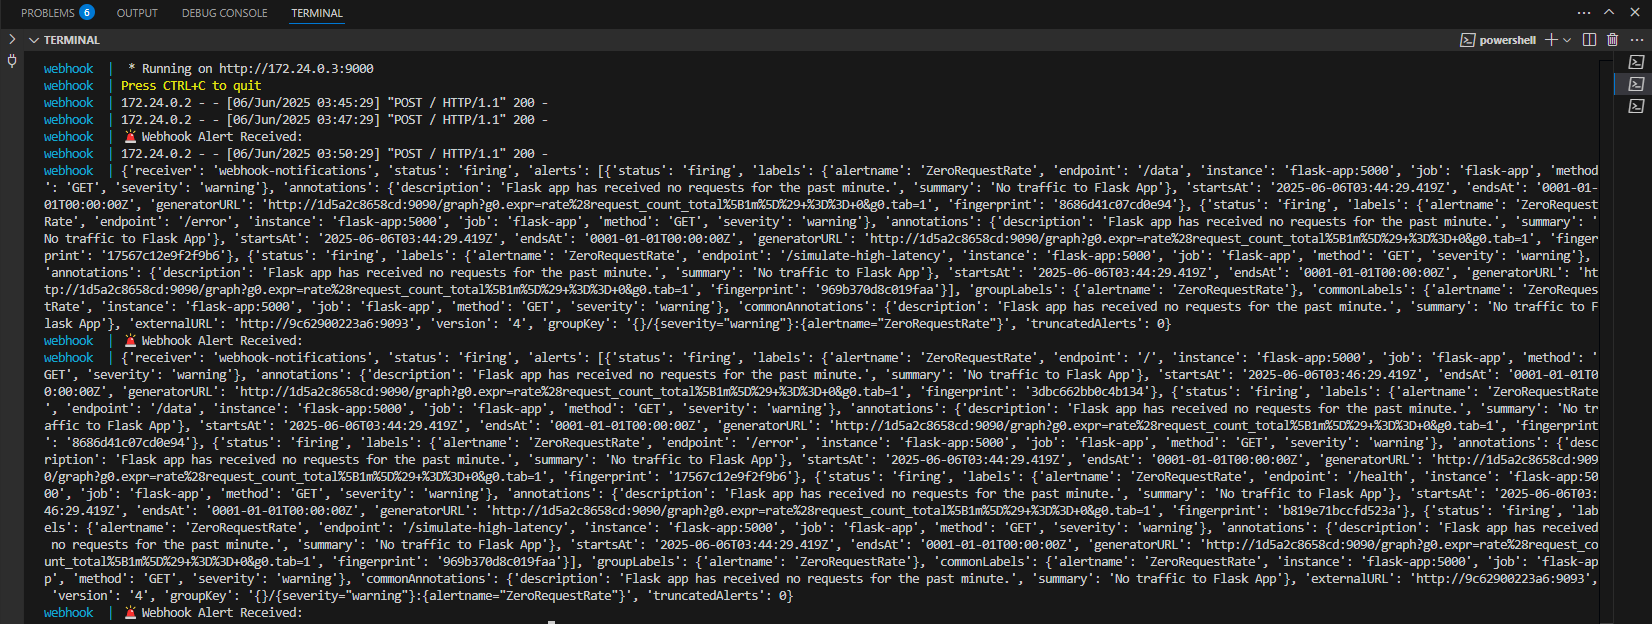 PROBLEMS 6 OUTPUT DEBUG CONSOLE TERMINAL
TERMINAL powershell
webhook | * Running on http://172.24.0.3:9000
webhook | Press CTRL+C to quit
webhook | 172.24.0.2 - - [06/Jun/2025 03:45:29] "POST / HTTP/1.1" 200 -
webhook | 172.24.0.2 - - [06/Jun/2025 03:47:29] "POST / HTTP/1.1" 200 -
webhook | 🚨 Webhook Alert Received:
webhook | 172.24.0.2 - - [06/Jun/2025 03:50:29] "POST / HTTP/1.1" 200 -
webhook | {'receiver': 'webhook-notifications', 'status': 'firing', 'alerts': [{'status': 'firing', 'labels': {'alertname': 'ZeroRequestRate', 'endpoint': '/data', 'instance': 'flask-app:5000', 'job': 'flask-app', 'method
': 'GET', 'severity': 'warning'}, 'annotations': {'description': 'Flask app has received no requests for the past minute.', 'summary': 'No traffic to Flask App'}, 'startsAt': '2025-06-06T03:44:29.419Z', 'endsAt': '0001-01-
01T00:00:00Z', 'generatorURL': 'http://1d5a2c8658cd:9090/graph?g0.expr=rate%28request_count_total%5B1m%5D%29+%3D%3D+0&g0.tab=1', 'fingerprint': '8686d41c07cd0e94'}, {'status': 'firing', 'labels': {'alertname': 'ZeroRequest
Rate', 'endpoint': '/error', 'instance': 'flask-app:5000', 'job': 'flask-app', 'method': 'GET', 'severity': 'warning'}, 'annotations': {'description': 'Flask app has received no requests for the past minute.', 'summary': '
No traffic to Flask App'}, 'startsAt': '2025-06-06T03:44:29.419Z', 'endsAt': '0001-01-01T00:00:00Z', 'generatorURL': 'http://1d5a2c8658cd:9090/graph?g0.expr=rate%28request_count_total%5B1m%5D%29+%3D%3D+0&g0.tab=1', 'finger
print': '17567c12e9f2f9b6'}, {'status': 'firing', 'labels': {'alertname': 'ZeroRequestRate', 'endpoint': '/simulate-high-latency', 'instance': 'flask-app:5000', 'job': 'flask-app', 'method': 'GET', 'severity': 'warning'},
'annotations': {'description': 'Flask app has received no requests for the past minute.', 'summary': 'No traffic to Flask App'}, 'startsAt': '2025-06-06T03:44:29.419Z', 'endsAt': '0001-01-01T00:00:00Z', 'generatorURL': 'ht
tp://1d5a2c8658cd:9090/graph?g0.expr=rate%28request_count_total%5B1m%5D%29+%3D%3D+0&g0.tab=1', 'fingerprint': '969b370d8c019faa'}], 'groupLabels': {'alertname': 'ZeroRequestRate'}, 'commonLabels': {'alertname': 'ZeroReques
tRate', 'instance': 'flask-app:5000', 'job': 'flask-app', 'method': 'GET', 'severity': 'warning'}, 'commonAnnotations': {'description': 'Flask app has received no requests for the past minute.', 'summary': 'No traffic to F
lask App'}, 'externalURL': 'http://9c62900223a6:9093', 'version': '4', 'groupKey': '{}/{severity="warning"}:{alertname="ZeroRequestRate"}', 'truncatedAlerts': 0}
webhook | 🚨 Webhook Alert Received:
webhook | {'receiver': 'webhook-notifications', 'status': 'firing', 'alerts': [{'status': 'firing', 'labels': {'alertname': 'ZeroRequestRate', 'endpoint': '/', 'instance': 'flask-app:5000', 'job': 'flask-app', 'method': '
GET', 'severity': 'warning'}, 'annotations': {'description': 'Flask app has received no requests for the past minute.', 'summary': 'No traffic to Flask App'}, 'startsAt': '2025-06-06T03:46:29.419Z', 'endsAt': '0001-01-01T0
0:00:00Z', 'generatorURL': 'http://1d5a2c8658cd:9090/graph?g0.expr=rate%28request_count_total%5B1m%5D%29+%3D%3D+0&g0.tab=1', 'fingerprint': '3dbc662bb0c4b134'}, {'status': 'firing', 'labels': {'alertname': 'ZeroRequestRate
', 'endpoint': '/data', 'instance': 'flask-app:5000', 'job': 'flask-app', 'method': 'GET', 'severity': 'warning'}, 'annotations': {'description': 'Flask app has received no requests for the past minute.', 'summary': 'No tr
affic to Flask App'}, 'startsAt': '2025-06-06T03:44:29.419Z', 'endsAt': '0001-01-01T00:00:00Z', 'generatorURL': 'http://1d5a2c8658cd:9090/graph?g0.expr=rate%28request_count_total%5B1m%5D%29+%3D%3D+0&g0.tab=1', 'fingerprint
': '8686d41c07cd0e94'}, {'status': 'firing', 'labels': {'alertname': 'ZeroRequestRate', 'endpoint': '/error', 'instance': 'flask-app:5000', 'job': 'flask-app', 'method': 'GET', 'severity': 'warning'}, 'annotations': {'desc
ription': 'Flask app has received no requests for the past minute.', 'summary': 'No traffic to Flask App'}, 'startsAt': '2025-06-06T03:44:29.419Z', 'endsAt': '0001-01-01T00:00:00Z', 'generatorURL': 'http://1d5a2c8658cd:909
0/graph?g0.expr=rate%28request_count_total%5B1m%5D%29+%3D%3D+0&g0.tab=1', 'fingerprint': '17567c12e9f2f9b6'}, {'status': 'firing', 'labels': {'alertname': 'ZeroRequestRate', 'endpoint': '/health', 'instance': 'flask-app:50
00', 'job': 'flask-app', 'method': 'GET', 'severity': 'warning'}, 'annotations': {'description': 'Flask app has received no requests for the past minute.', 'summary': 'No traffic to Flask App'}, 'startsAt': '2025-06-06T03:
46:29.419Z', 'endsAt': '0001-01-01T00:00:00Z', 'generatorURL': 'http://1d5a2c8658cd:9090/graph?g0.expr=rate%28request_count_total%5B1m%5D%29+%3D%3D+0&g0.tab=1', 'fingerprint': 'b819e71bccfd523a'}, {'status': 'firing', 'lab
els': {'alertname': 'ZeroRequestRate', 'endpoint': '/simulate-high-latency', 'instance': 'flask-app:5000', 'job': 'flask-app', 'method': 'GET', 'severity': 'warning'}, 'annotations': {'description': 'Flask app has received
no requests for the past minute.', 'summary': 'No traffic to Flask App'}, 'startsAt': '2025-06-06T03:44:29.419Z', 'endsAt': '0001-01-01T00:00:00Z', 'generatorURL': 'http://1d5a2c8658cd:9090/graph?g0.expr=rate%28request_co
unt_total%5B1m%5D%29+%3D%3D+0&g0.tab=1', 'fingerprint': '969b370d8c019faa'}], 'groupLabels': {'alertname': 'ZeroRequestRate'}, 'commonLabels': {'alertname': 'ZeroRequestRate', 'instance': 'flask-app:5000', 'job': 'flask-ap
p', 'method': 'GET', 'severity': 'warning'}, 'commonAnnotations': {'description': 'Flask app has received no requests for the past minute.', 'summary': 'No traffic to Flask App'}, 'externalURL': 'http://9c62900223a6:9093',
'version': '4', 'groupKey': '{}/{severity="warning"}:{alertname="ZeroRequestRate"}', 'truncatedAlerts': 0}
webhook | 🚨 Webhook Alert Received: